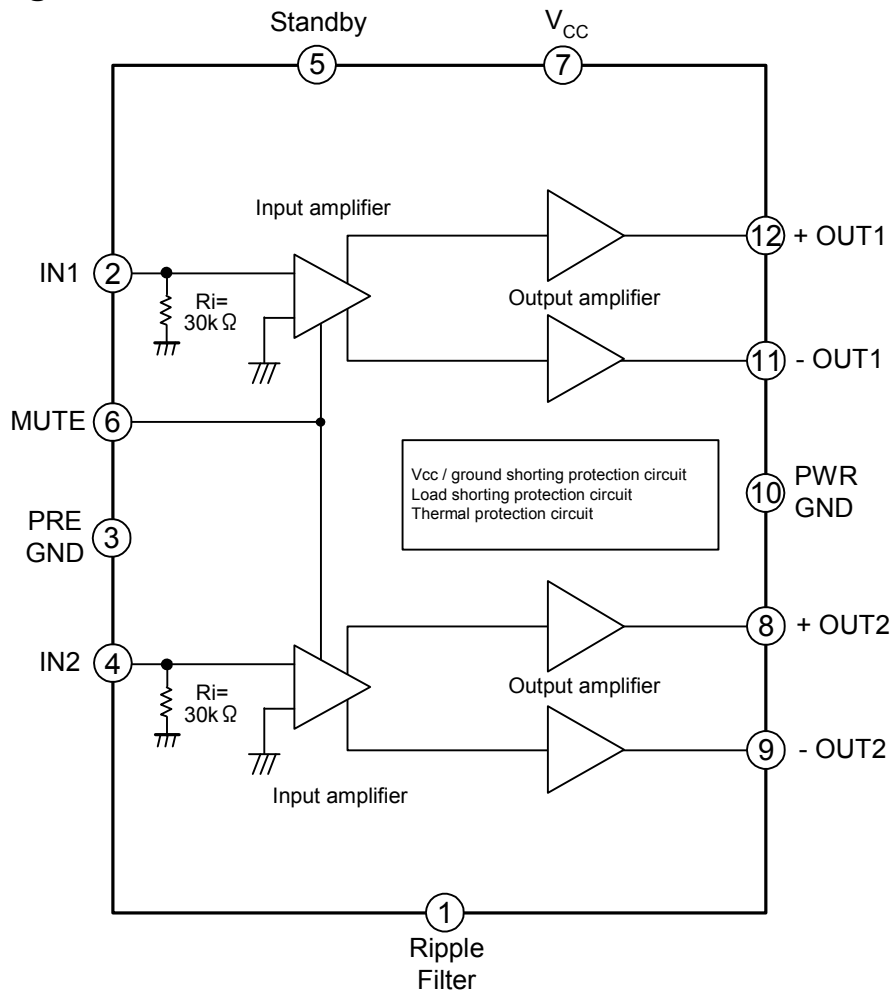 Standby
5
V_CC
7
Input amplifier
12 + OUT1
IN1 2
Ri=
30kΩ
Output amplifier
11 - OUT1
MUTE 6
Vcc / ground shorting protection circuit
Load shorting protection circuit
Thermal protection circuit
10 PWR
GND
PRE
GND 3
8 + OUT2
IN2 4
Ri=
30kΩ
Output amplifier
9 - OUT2
Input amplifier
1
Ripple
Filter